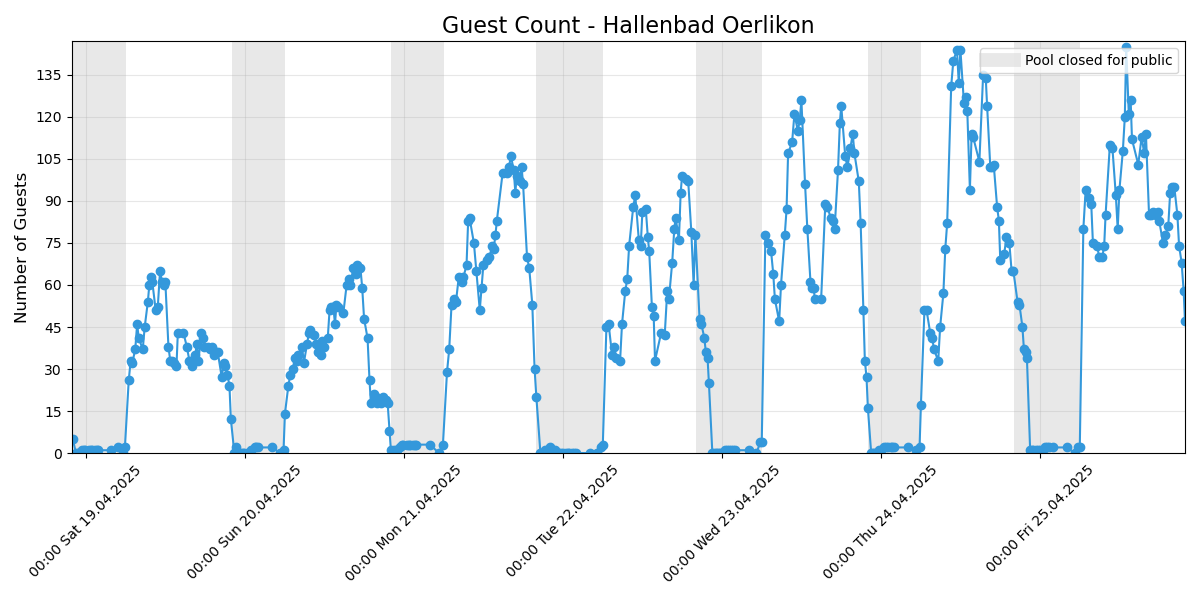 Guest Count - Hallenbad Oerlikon
Pool closed for public
Number of Guests
135
120
105
90
75
60
45
30
15
0
00:00 Sat 19.04.2025
00:00 Sun 20.04.2025
00:00 Mon 21.04.2025
00:00 Tue 22.04.2025
00:00 Wed 23.04.2025
00:00 Thu 24.04.2025
00:00 Fri 25.04.2025